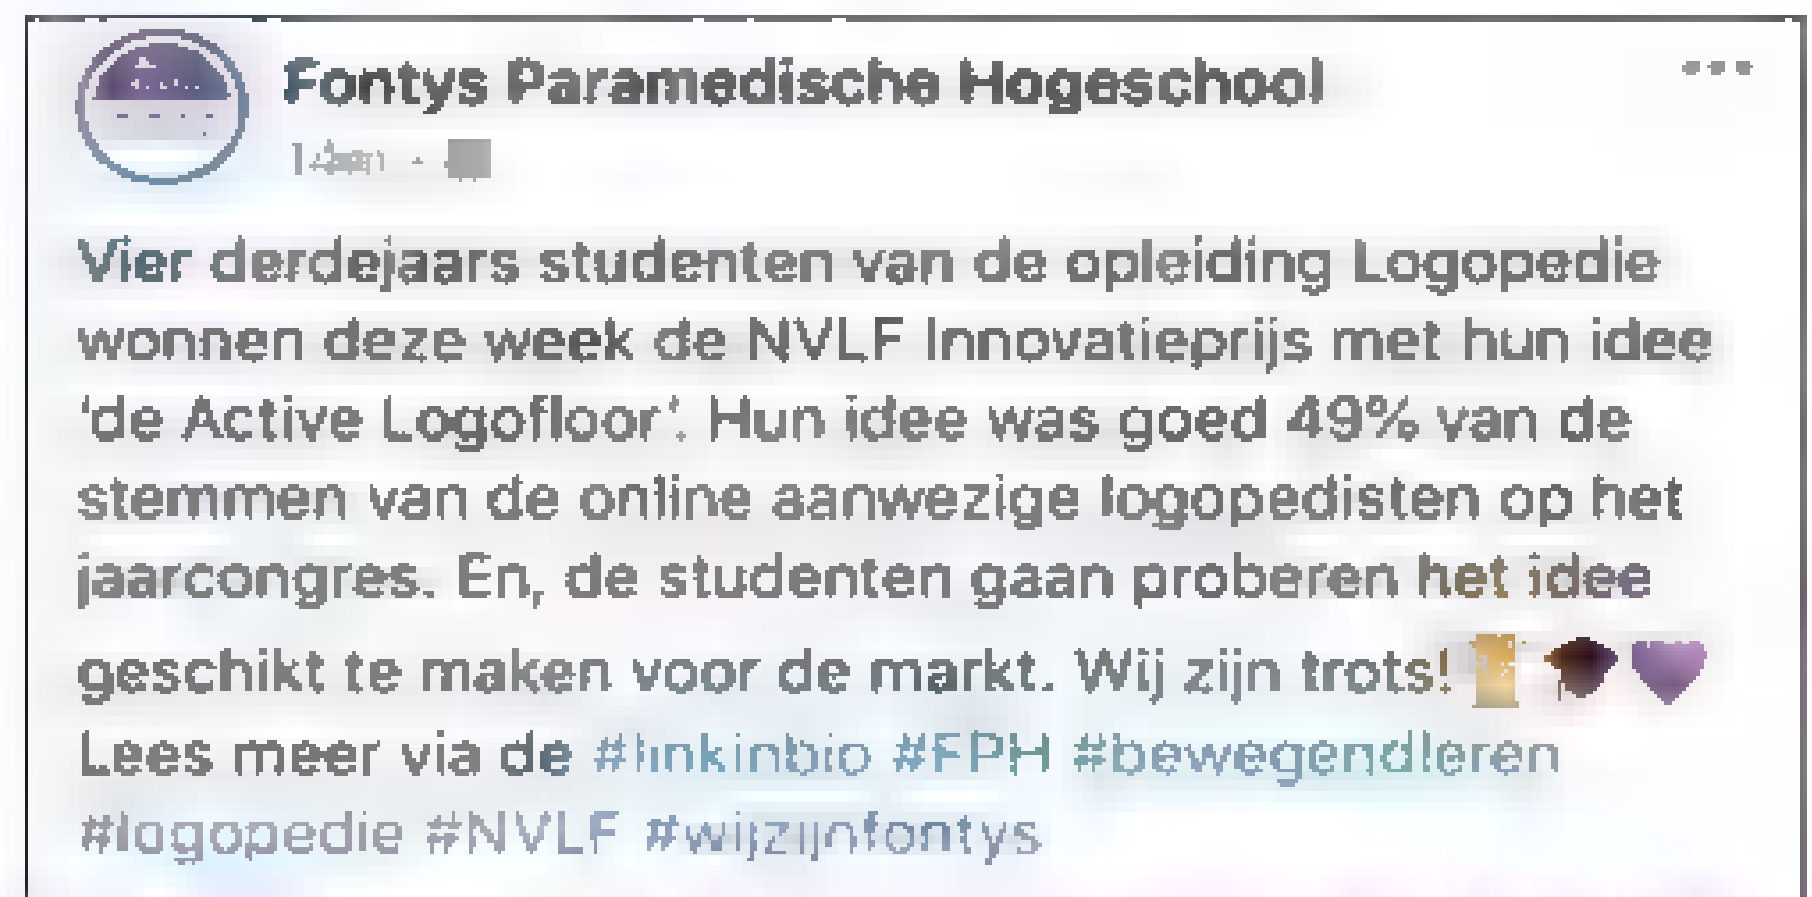 Fontys Paramedische Hogeschool
Vier derdejaars studenten van de opleiding Logopedie
wonnen deze week de NVLF Innovatieprijs met hun idee
'de Active Logofloor'. Hun idee was goed 49% van de
stemmen van de online aanwezige logopedisten op het
jaarcongres. En, de studenten gaan proberen het idee
geschikt te maken voor de markt. Wij zijn trots!
Lees meer via de #linkinbio #FPH #bewegendleren
#logopedie #NVLF #wijzijnfontys